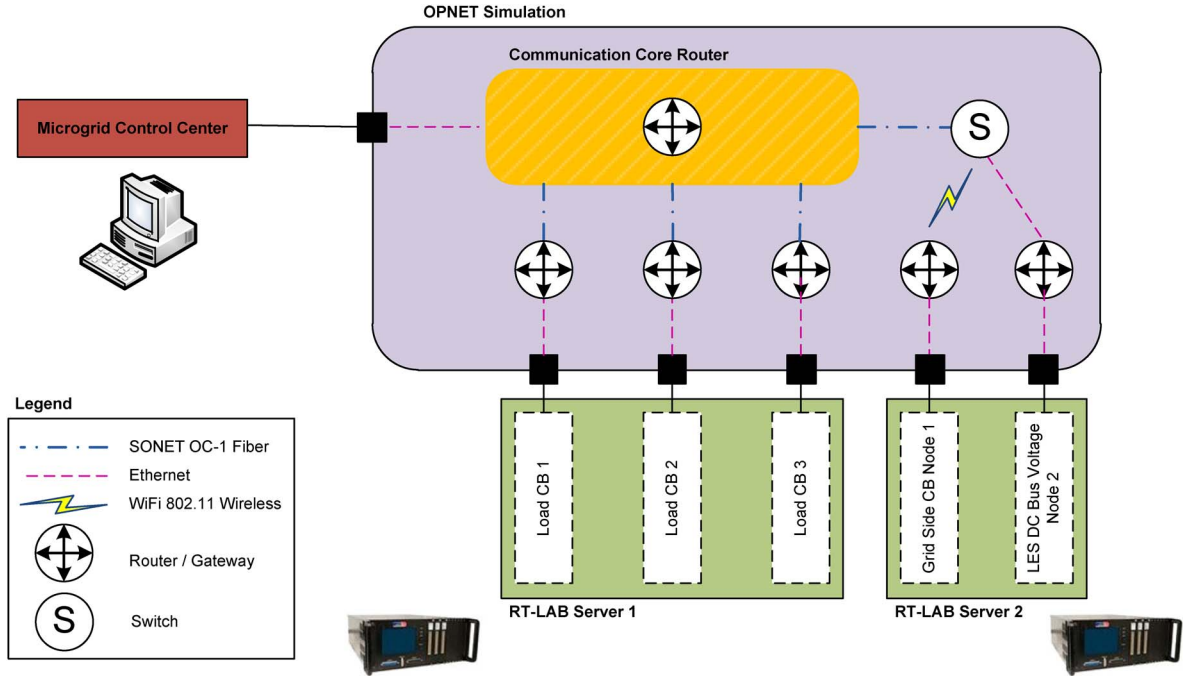 OPNET Simulation
Communication Core Router
Microgrid Control Center
S
Legend
SONET OC-1 Fiber
Ethernet
WiFi 802.11 Wireless
Router / Gateway
S
Switch
Load CB 1
Load CB 2
Load CB 3
Grid Side CB Node 1
LES DC Bus Voltage
Node 2
RT-LAB Server 1
RT-LAB Server 2